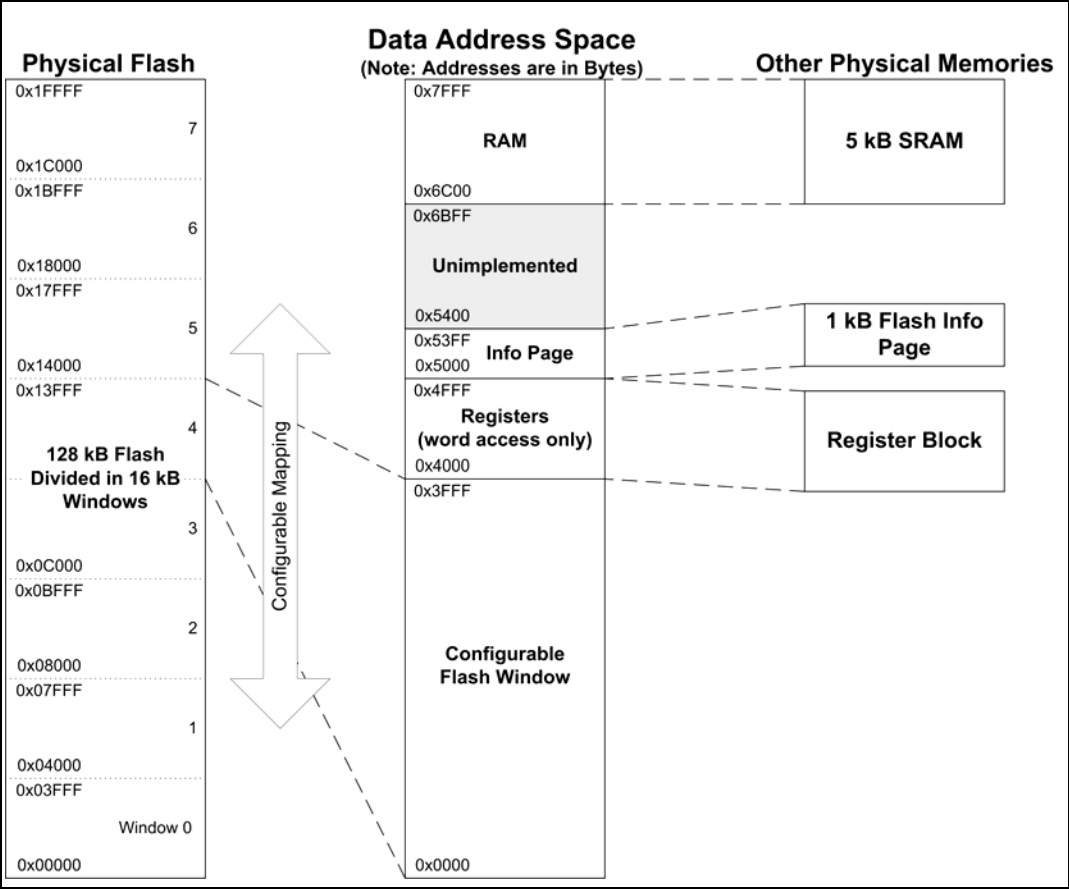 Physical Flash
0x1FFFF
7
0x1C000
0x1BFFF
6
0x18000
0x17FFF
5
0x14000
0x13FFF
4
128 kB Flash
Divided in 16 kB
Windows
3
0x0C000
0x0BFFF
2
0x08000
0x07FFF
1
0x04000
0x03FFF
Window 0
0x00000
Configurable Mapping
Data Address Space
(Note: Addresses are in Bytes)
0x7FFF
RAM
0x6C00
0x6BFF
Unimplemented
0x5400
0x53FF
Info Page
0x5000
0x4FFF
Registers
(word access only)
0x4000
0x3FFF
Configurable
Flash Window
0x0000
Other Physical Memories
5 kB SRAM
1 kB Flash Info
Page
Register Block